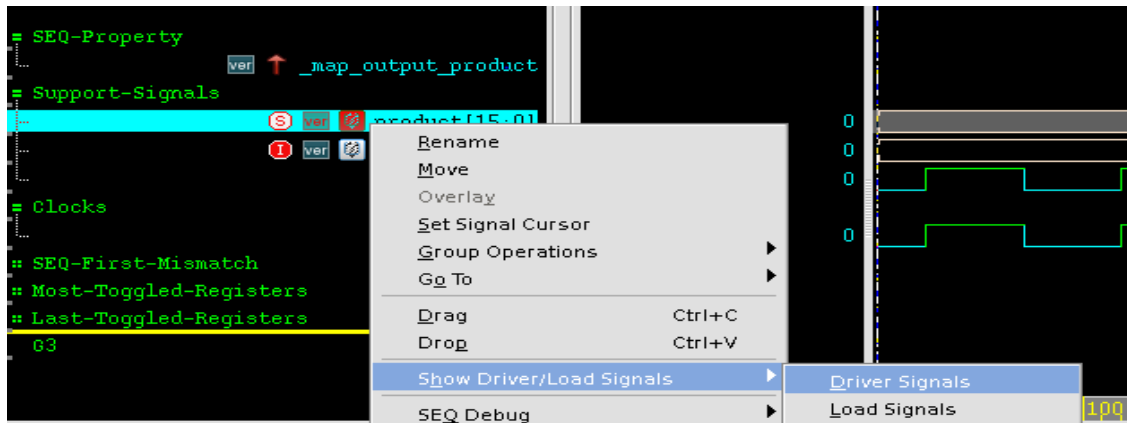 = SEQ-Property
ver _map_output_product
= Support-Signals
S ver product[15:0] 0
I ver 0
0
= Clocks
0
:: SEQ-First-Mismatch
:: Most-Toggled-Registers
:: Last-Toggled-Registers
G3
Rename
Move
Overlay
Set Signal Cursor
Group Operations
Go To
Drag Ctrl+C
Drop Ctrl+V
Show Driver/Load Signals
SEQ Debug
Driver Signals
Load Signals
100